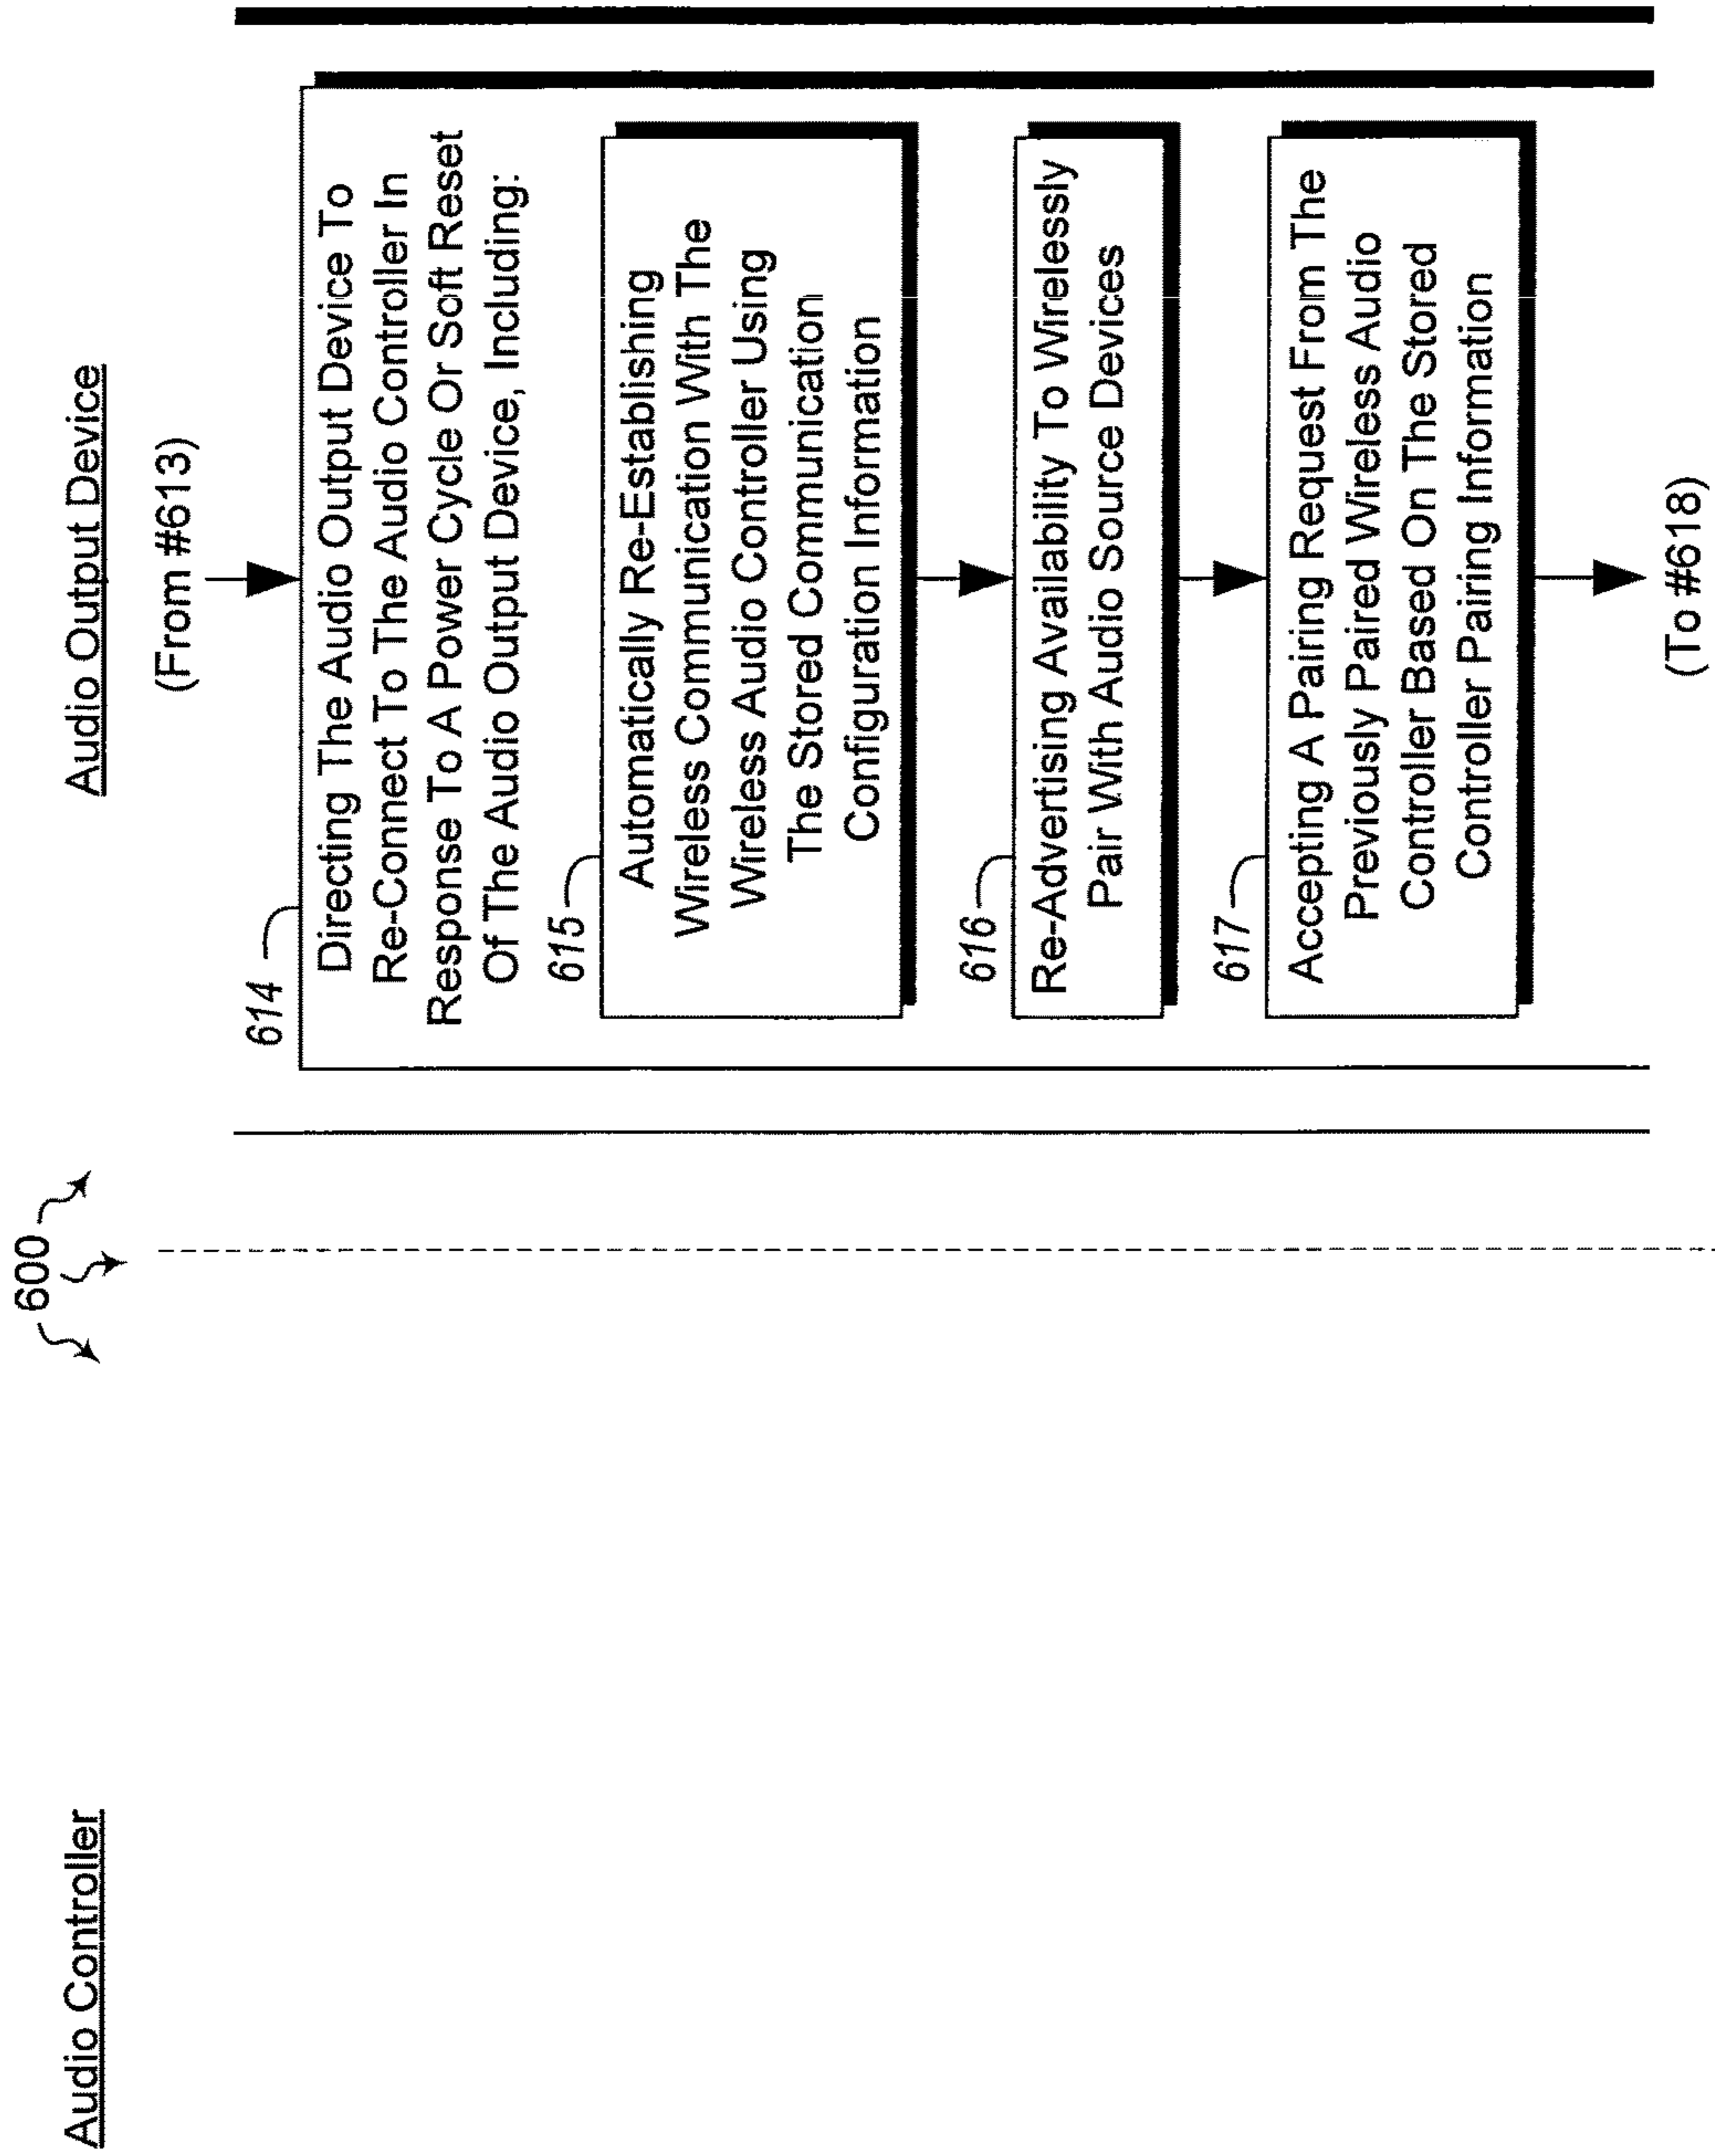 600
Audio Controller
Audio Output Device
(From #613)
614
Directing The Audio Output Device To
Re-Connect To The Audio Controller In
Response To A Power Cycle Or Soft Reset
Of The Audio Output Device, Including:
615
Automatically Re-Establishing
Wireless Communication With The
Wireless Audio Controller Using
The Stored Communication
Configuration Information
616
Re-Advertising Availability To Wirelessly
Pair With Audio Source Devices
617
Accepting A Pairing Request From The
Previously Paired Wireless Audio
Controller Based On The Stored
Controller Pairing Information
(To #618)